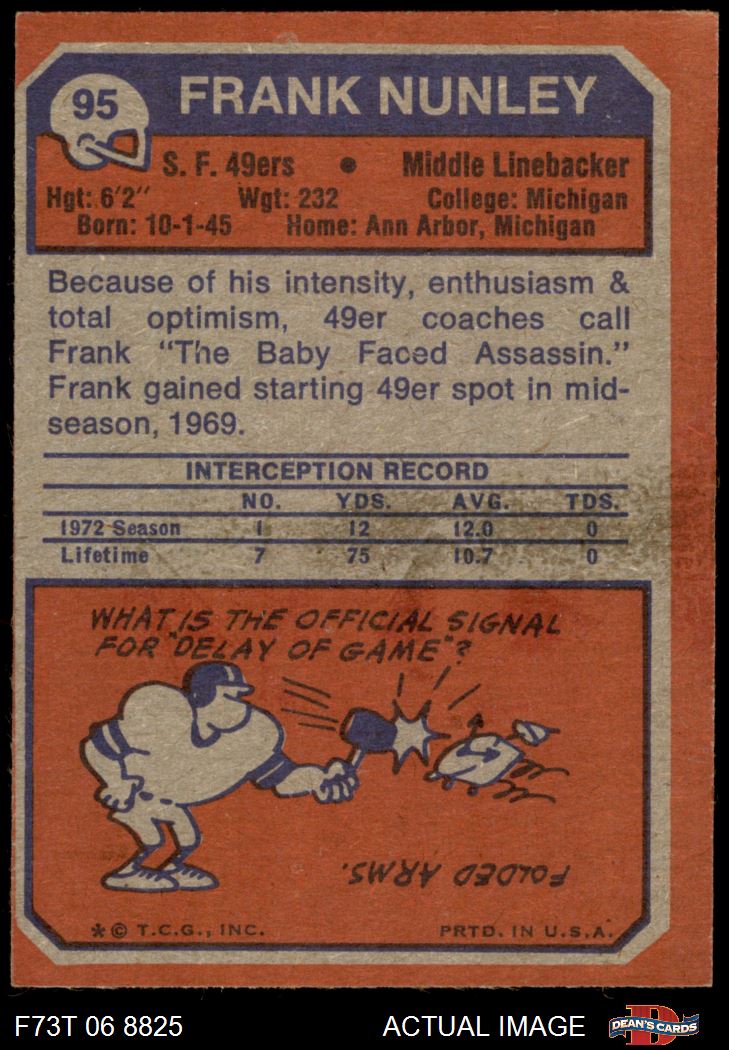 95
FRANK NUNLEY
S. F. 49ers • Middle Linebacker
Hgt: 6'2" Wgt: 232 College: Michigan
Born: 10-1-45 Home: Ann Arbor, Michigan
Because of his intensity, enthusiasm &
total optimism, 49er coaches call
Frank "The Baby Faced Assassin."
Frank gained starting 49er spot in mid-
season, 1969.
INTERCEPTION RECORD
NO. YDS. AVG. TDS.
1972 Season 1 12 12.0 0
Lifetime 7 75 10.7 0
WHAT IS THE OFFICIAL SIGNAL
FOR "DELAY OF GAME"?
FOLDED ARMS.
*© T.C.G., INC. PRTD. IN U.S.A.
F73T 06 8825 ACTUAL IMAGE
D
DEAN'S CARDS